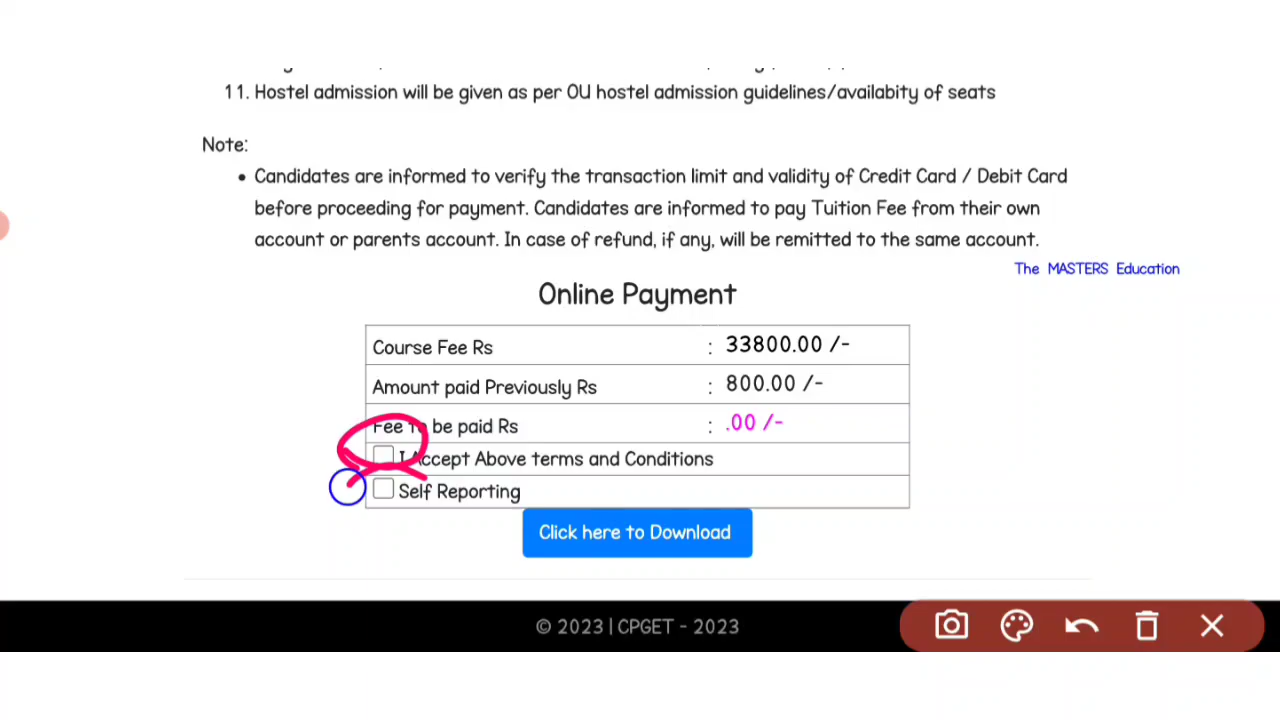 11. Hostel admission will be given as per OU hostel admission guidelines/availabity of seats
Note:
• Candidates are informed to verify the transaction limit and validity of Credit Card / Debit Card
before proceeding for payment. Candidates are informed to pay Tuition Fee from their own
account or parents account. In case of refund, if any, will be remitted to the same account.
The MASTERS Education
Online Payment
Course Fee Rs : 33800.00 /-
Amount paid Previously Rs : 800.00 /-
Fee to be paid Rs : .00 /-
I Accept Above terms and Conditions
Self Reporting
Click here to Download
© 2023 | CPGET - 2023